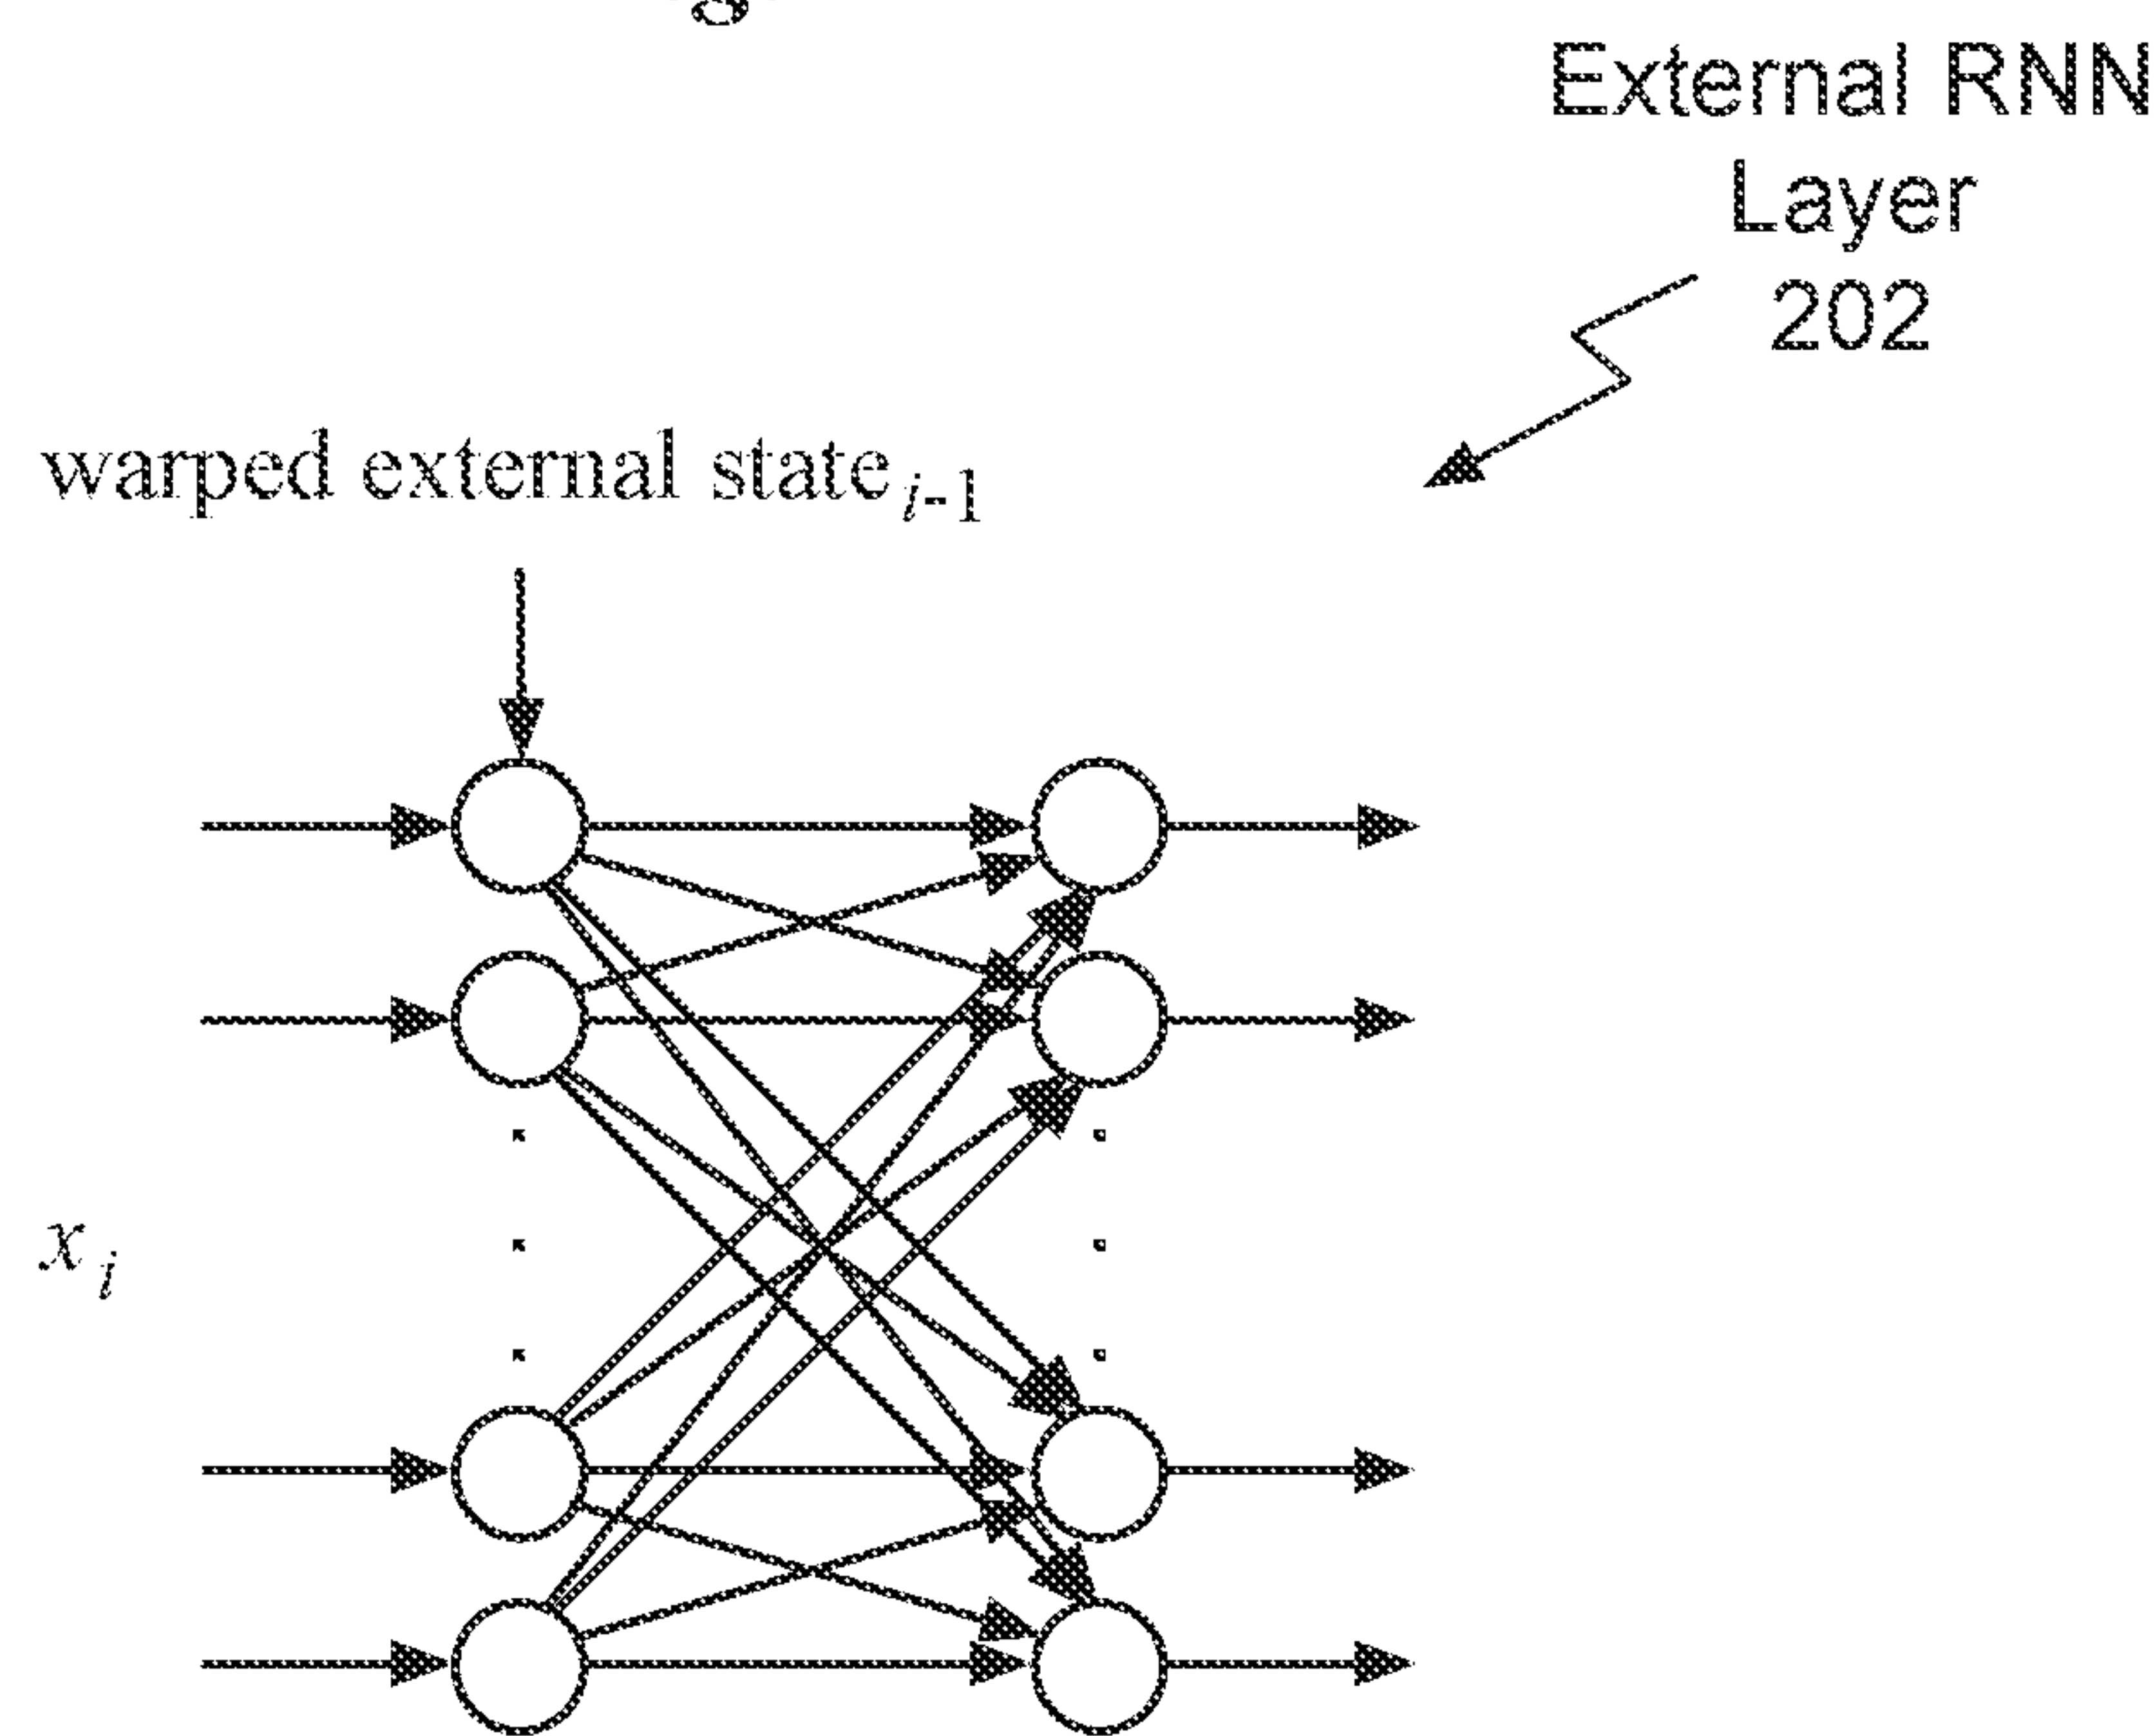 External RNN
Layer
202
warped external state i-1
x i